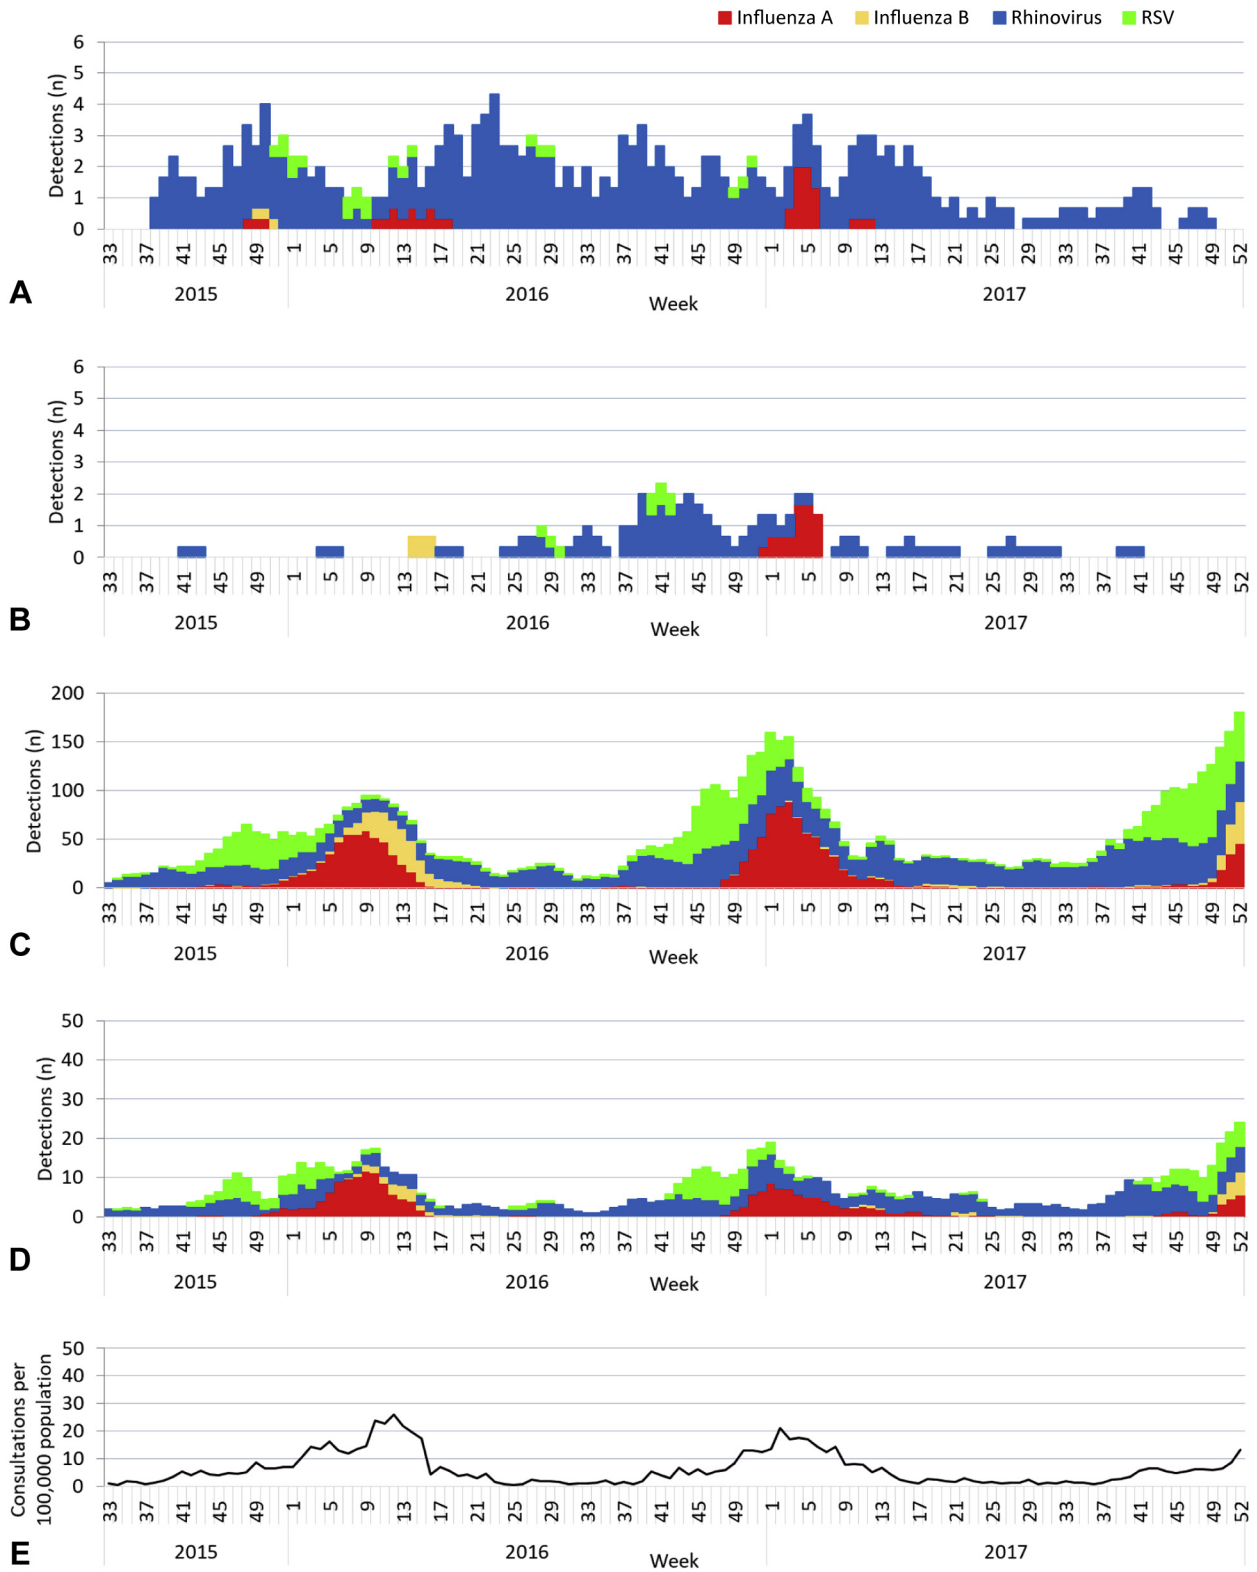 Influenza A Influenza B Rhinovirus RSV
Detections (n)
6
5
4
3
2
1
0
33 37 41 45 49 1 5 9 13 17 21 25 29 33 37 41 45 49 1 5 9 13 17 21 25 29 33 37 41 45 49 52
2015 2016 2017
Week
A
Detections (n)
6
5
4
3
2
1
0
33 37 41 45 49 1 5 9 13 17 21 25 29 33 37 41 45 49 1 5 9 13 17 21 25 29 33 37 41 45 49 52
2015 2016 2017
Week
B
Detections (n)
200
150
100
50
0
33 37 41 45 49 1 5 9 13 17 21 25 29 33 37 41 45 49 1 5 9 13 17 21 25 29 33 37 41 45 49 52
2015 2016 2017
Week
C
Detections (n)
50
40
30
20
10
0
33 37 41 45 49 1 5 9 13 17 21 25 29 33 37 41 45 49 1 5 9 13 17 21 25 29 33 37 41 45 49 52
2015 2016 2017
Week
D
Consultations per
100,000 population
50
40
30
20
10
0
33 37 41 45 49 1 5 9 13 17 21 25 29 33 37 41 45 49 1 5 9 13 17 21 25 29 33 37 41 45 49 52
2015 2016 2017
Week
E